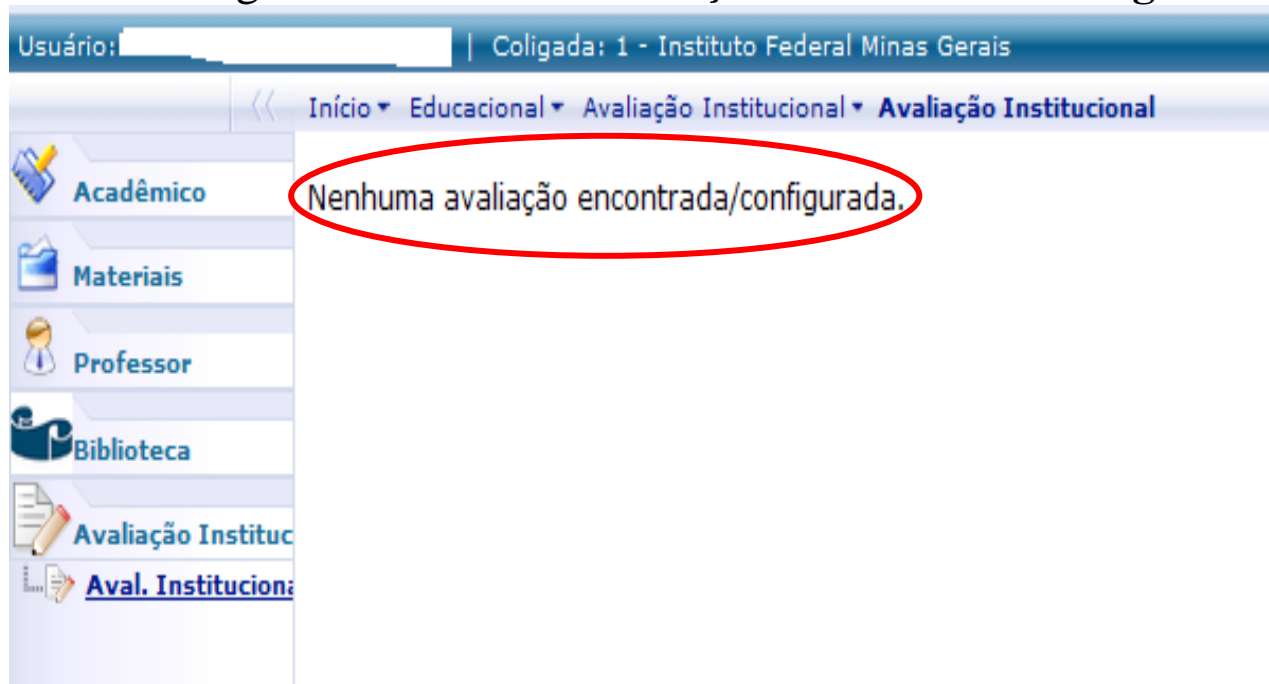 Usuário: | Coligada: 1 - Instituto Federal Minas Gerais
Início Educacional Avaliação Institucional Avaliação Institucional
Nenhuma avaliação encontrada/configurada.
Acadêmico
Materiais
Professor
Biblioteca
Avaliação Instituc
Aval. Instituciona